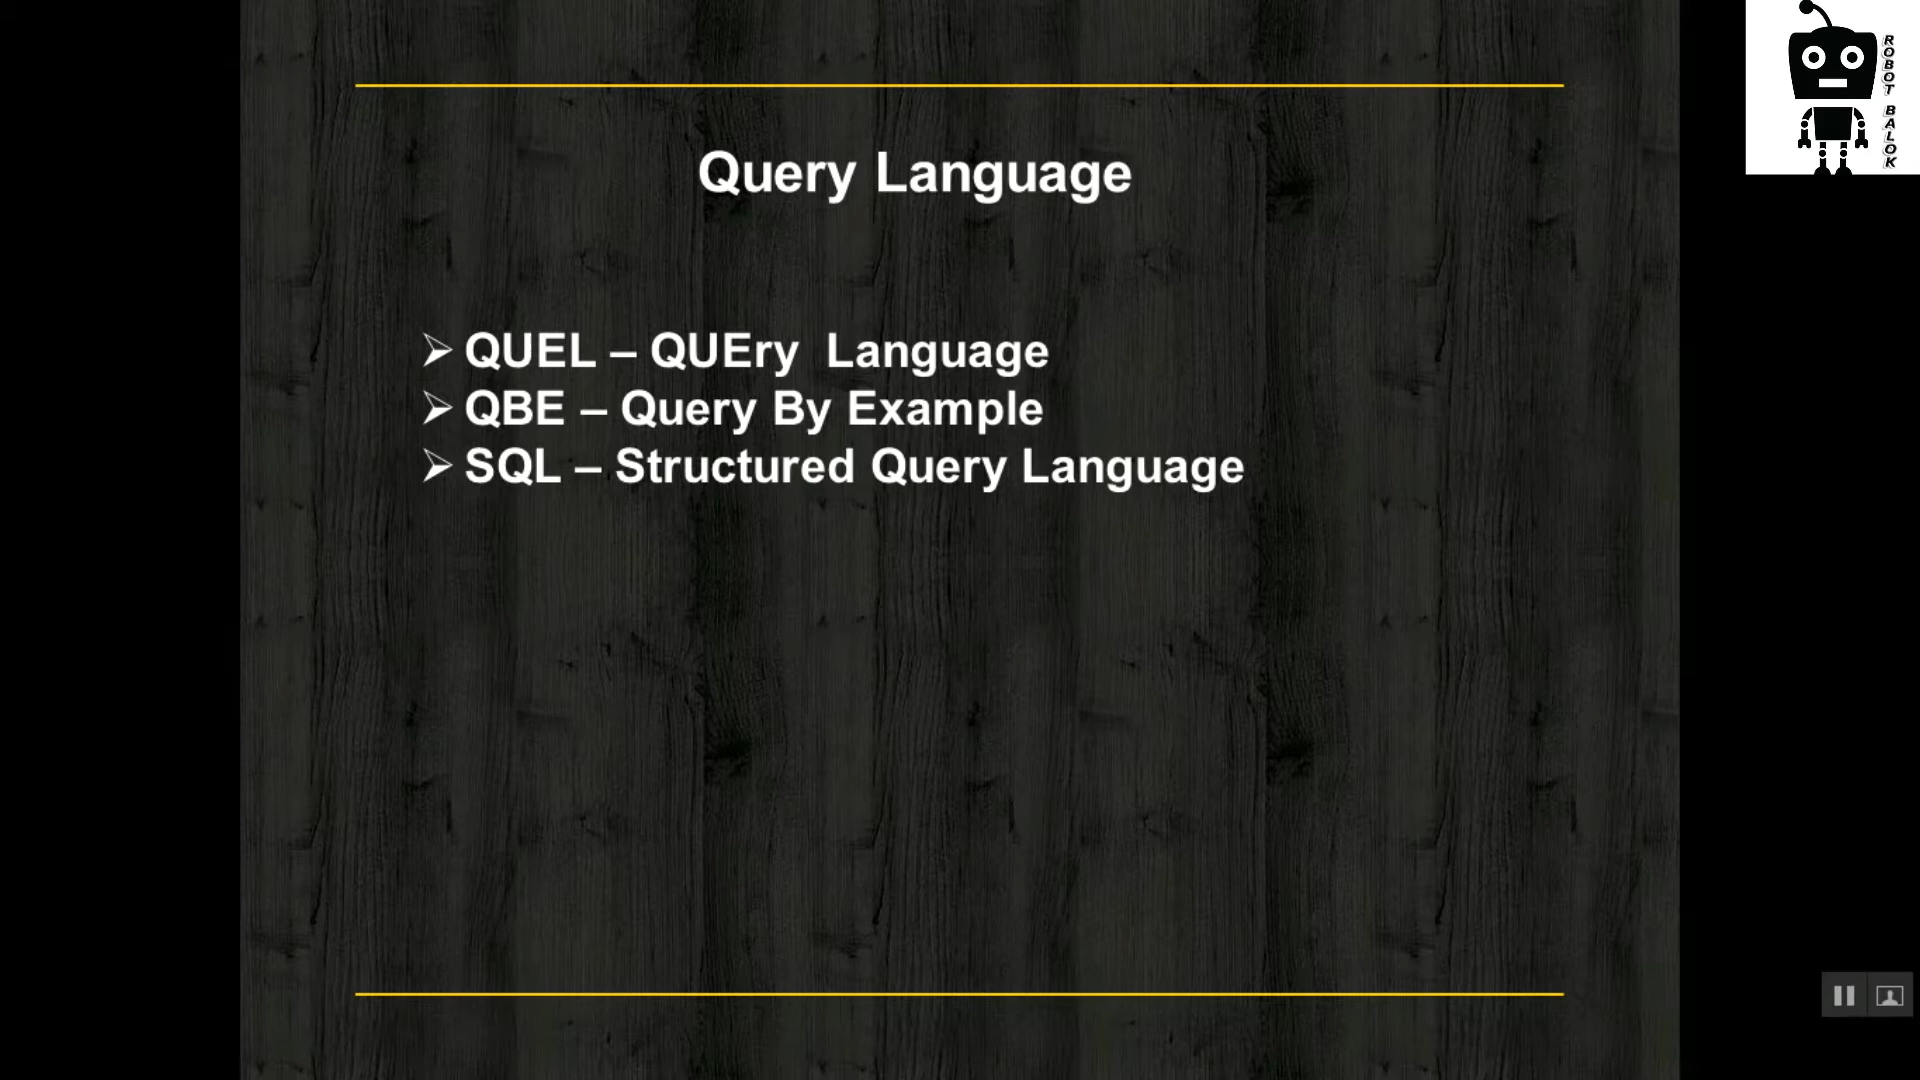 Query Language
➢ QUEL – QUEry Language
➢ QBE – Query By Example
➢ SQL – Structured Query Language
ROBOT BALOK